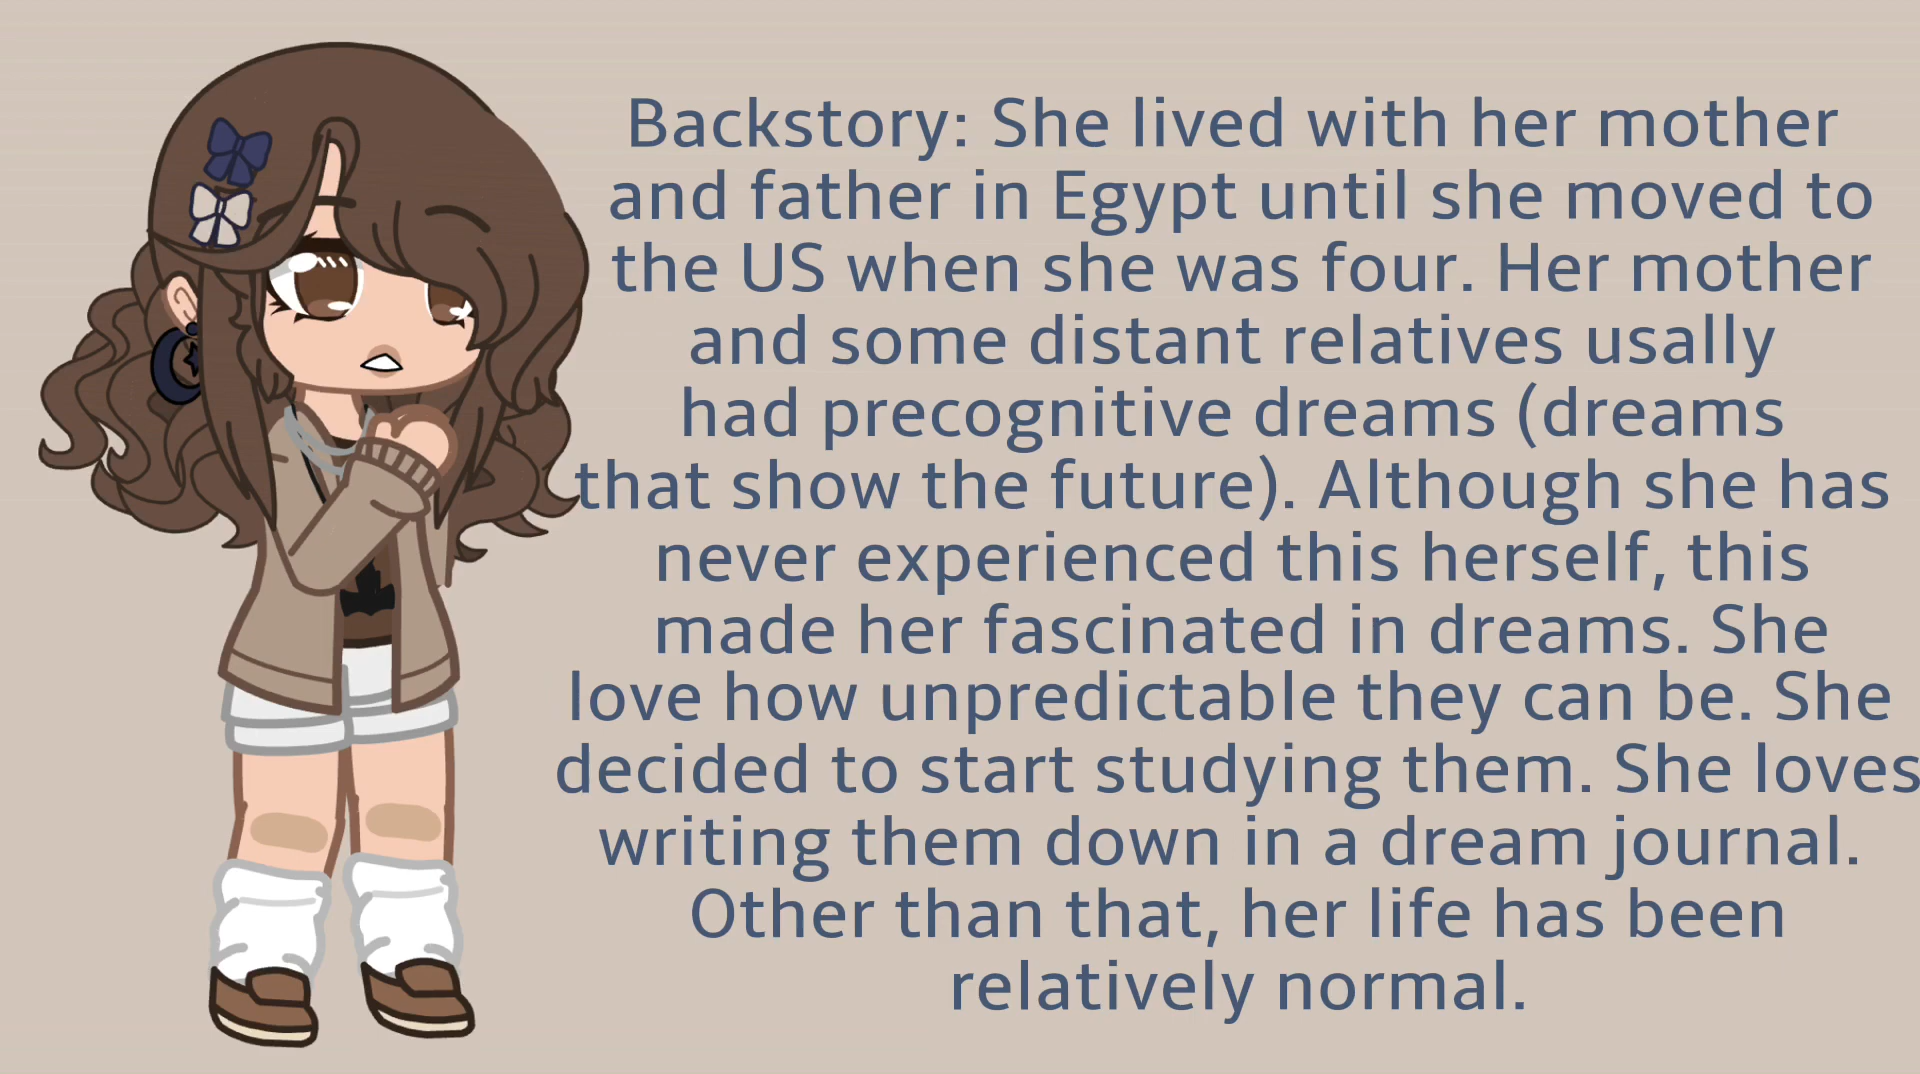 Backstory: She lived with her mother
and father in Egypt until she moved to
the US when she was four. Her mother
and some distant relatives usally
had precognitive dreams (dreams
that show the future). Although she has
never experienced this herself, this
made her fascinated in dreams. She
love how unpredictable they can be. She
decided to start studying them. She loves
writing them down in a dream journal.
Other than that, her life has been
relatively normal.